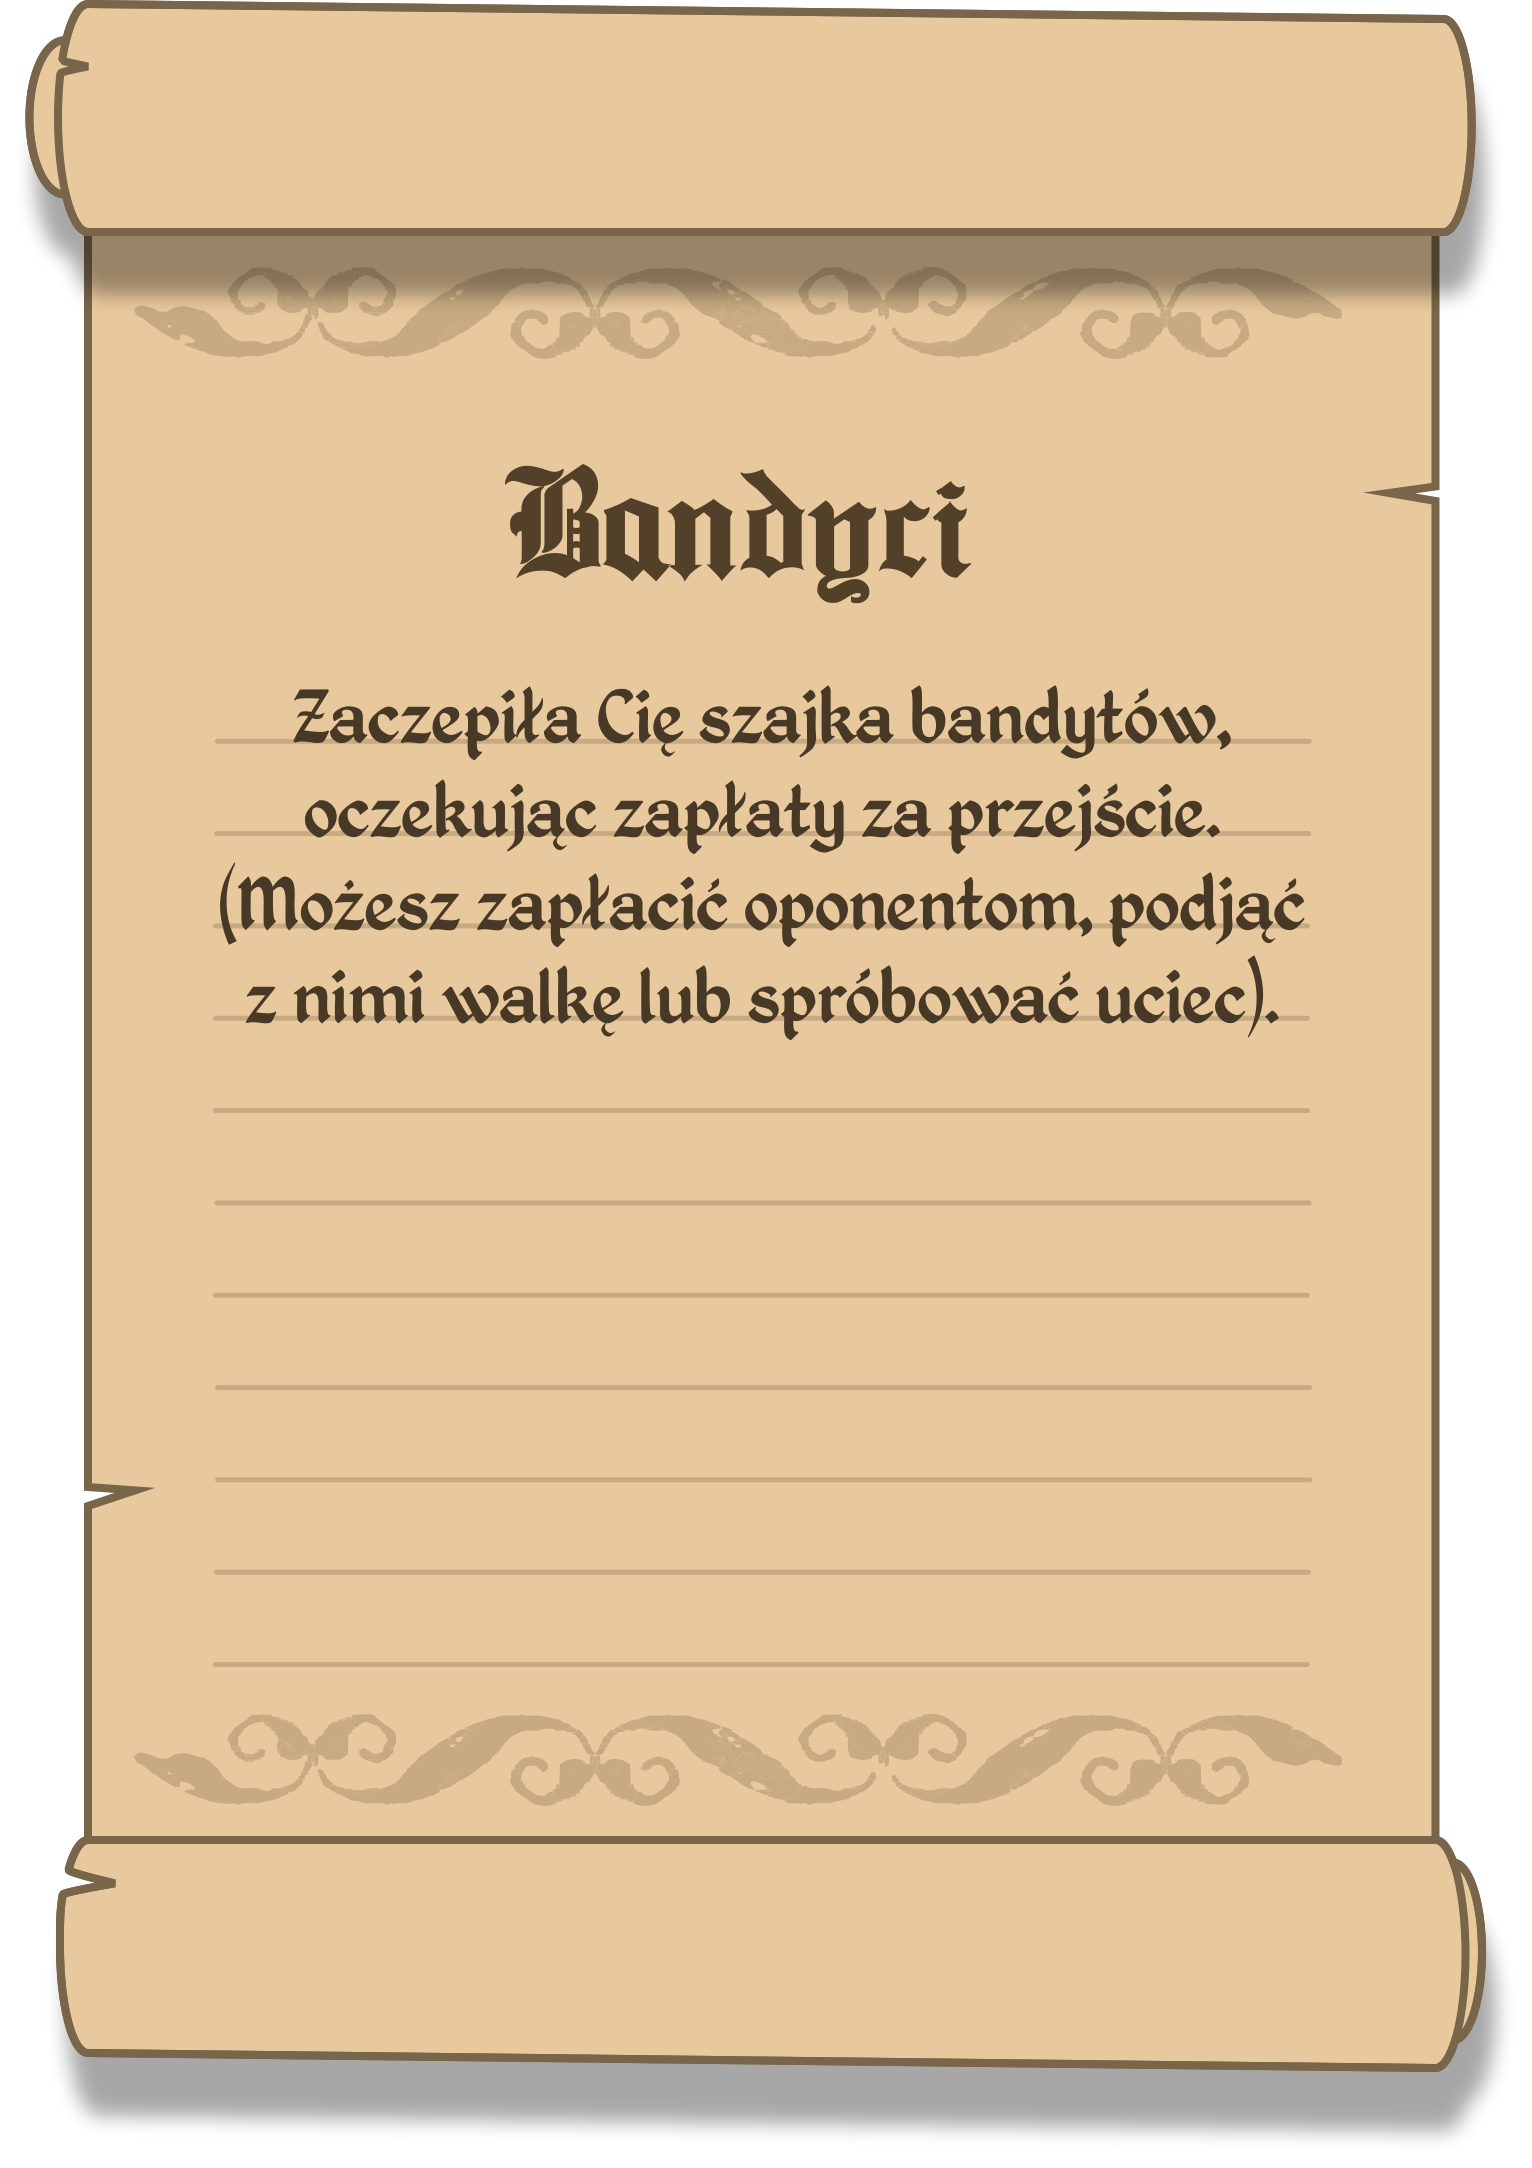 Bandyci
Zaczepiła Cię szajka bandytów,
oczekując zapłaty za przejście.
(Możesz zapłacić oponentom, podjąć
z nimi walkę lub spróbować uciec).